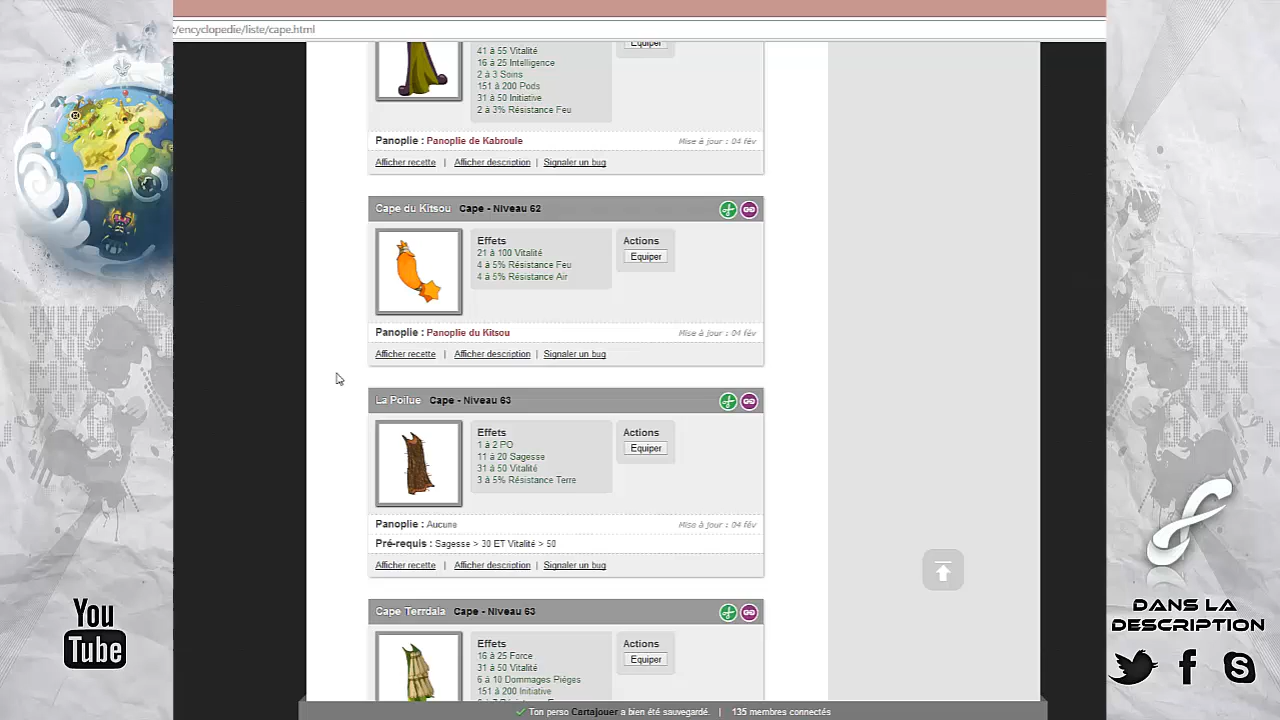 :/encyclopedie/liste/cape.html
Equiper
41 à 55 Vitalité
16 à 25 Intelligence
2 à 3 Soins
151 à 200 Pods
31 à 50 Initiative
2 à 3% Résistance Feu
Panoplie : Panoplie de Kabroule Mise à jour : 04 fév
Afficher recette | Afficher description | Signaler un bug
Cape du Kitsou Cape - Niveau 62
Effets
21 à 100 Vitalité
4 à 5% Résistance Feu
4 à 5% Résistance Air
Actions
Equiper
Panoplie : Panoplie du Kitsou Mise à jour : 04 fév
Afficher recette | Afficher description | Signaler un bug
La Poilue Cape - Niveau 63
Effets
1 à 2 PO
11 à 20 Sagesse
31 à 50 Vitalité
3 à 5% Résistance Terre
Actions
Equiper
Panoplie : Aucune Mise à jour : 04 fév
Pré-requis : Sagesse > 30 ET Vitalité > 50
Afficher recette | Afficher description | Signaler un bug
Cape Terrdala Cape - Niveau 63
Effets
16 à 25 Force
31 à 50 Vitalité
6 à 10 Dommages Pièges
151 à 200 Initiative
Actions
Equiper
Ton perso Cartajouer a bien été sauvegardé. | 135 membres connectés
You
Tube
DANS LA
DESCRIPTION